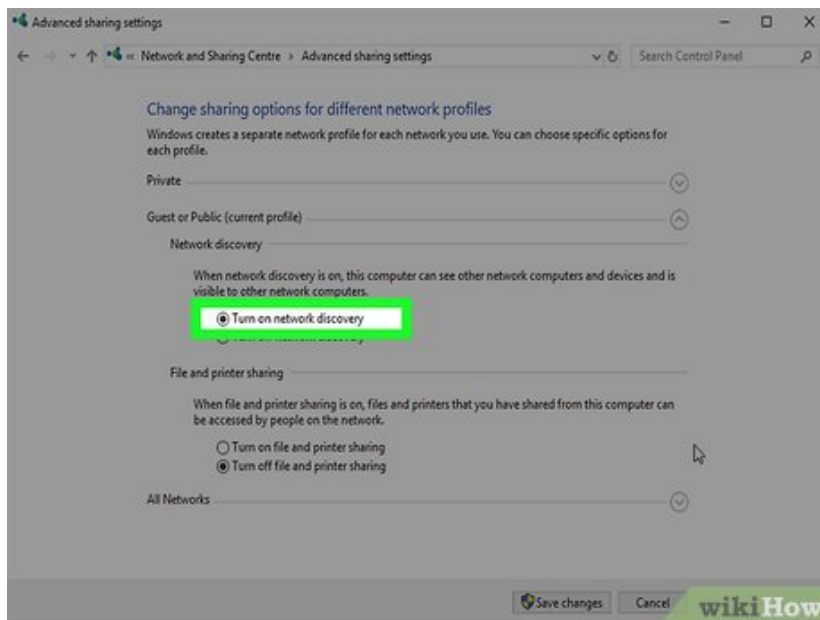 Advanced sharing settings
« Network and Sharing Centre > Advanced sharing settings
Search Control Panel
Change sharing options for different network profiles
Windows creates a separate network profile for each network you use. You can choose specific options for
each profile.
Private
Guest or Public (current profile)
Network discovery
When network discovery is on, this computer can see other network computers and devices and is
visible to other network computers.
Turn on network discovery
File and printer sharing
When file and printer sharing is on, files and printers that you have shared from this computer can
be accessed by people on the network.
Turn on file and printer sharing
Turn off file and printer sharing
All Networks
Save changes
Cancel
wikiHow